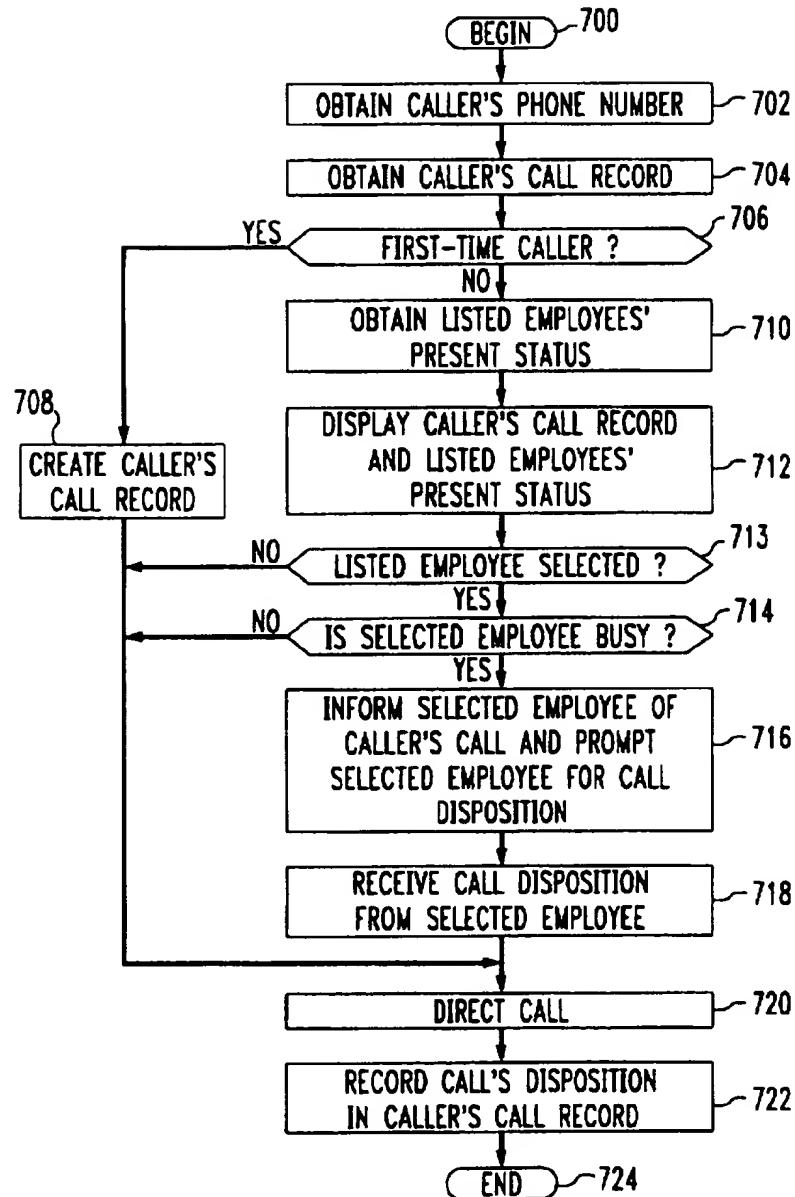 BEGIN 700
OBTAIN CALLER'S PHONE NUMBER 702
OBTAIN CALLER'S CALL RECORD 704
706
YES FIRST-TIME CALLER ?
NO
OBTAIN LISTED EMPLOYEES'
PRESENT STATUS
710
708
CREATE CALLER'S
CALL RECORD
DISPLAY CALLER'S CALL RECORD
AND LISTED EMPLOYEES'
PRESENT STATUS
712
713
NO LISTED EMPLOYEE SELECTED ?
YES
714
NO IS SELECTED EMPLOYEE BUSY ?
YES
INFORM SELECTED EMPLOYEE OF
CALLER'S CALL AND PROMPT
SELECTED EMPLOYEE FOR CALL
DISPOSITION
716
RECEIVE CALL DISPOSITION
FROM SELECTED EMPLOYEE
718
DIRECT CALL 720
RECORD CALL'S DISPOSITION
IN CALLER'S CALL RECORD
722
END 724